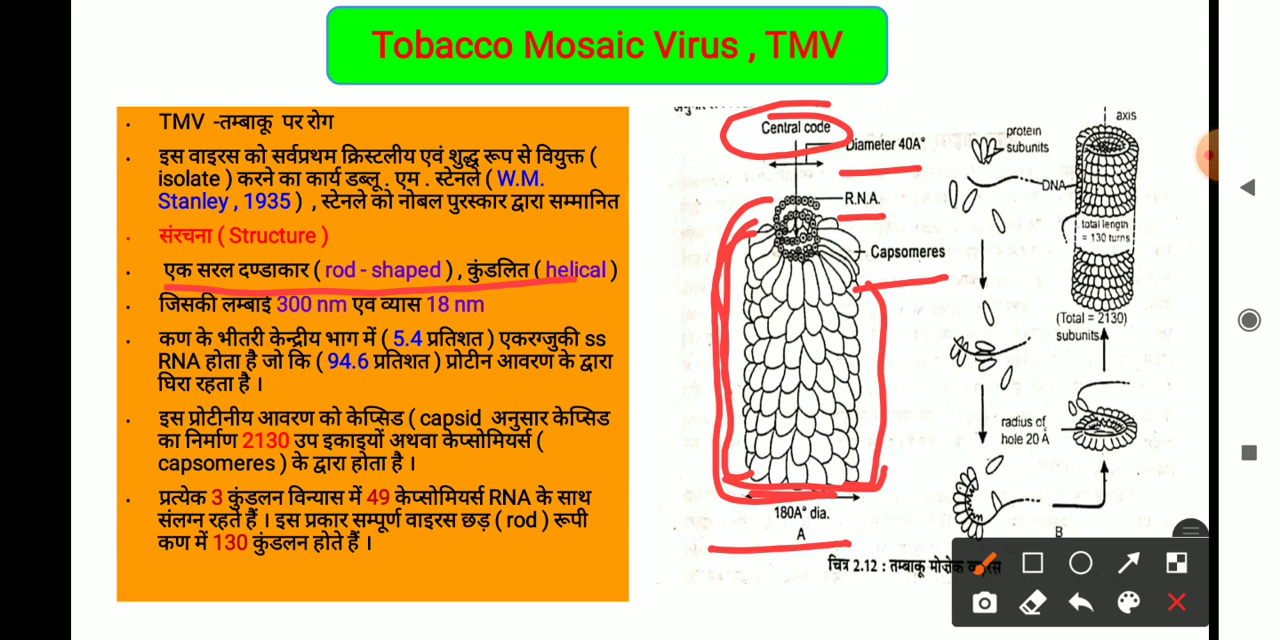 Tobacco Mosaic Virus , TMV
TMV -तम्बाकू पर रोग
इस वाइरस को सर्वप्रथम क्रिस्टलीय एवं शुद्ध रूप से वियुक्त (
isolate ) करने का कार्य डब्लू . एम . स्टेनले ( W.M.
Stanley , 1935 ) , स्टेनले को नोबल पुरस्कार द्वारा सम्मानित
संरचना ( Structure )
एक सरल दण्डाकार ( rod - shaped ) , कुंडलित ( helical )
जिसकी लम्बाई 300 nm एव व्यास 18 nm
कण के भीतरी केन्द्रीय भाग में ( 5.4 प्रतिशत ) एकरग्जुकी ss
RNA होता है जो कि ( 94.6 प्रतिशत ) प्रोटीन आवरण के द्वारा
घिरा रहता है ।
इस प्रोटीनीय आवरण को केप्सिड ( capsid अनुसार केप्सिड
का निर्माण 2130 उप इकाइयों अथवा केप्सोमियर्स (
capsomeres ) के द्वारा होता है ।
प्रत्येक 3 कुंडलन विन्यास में 49 केप्सोमियर्स RNA के साथ
संलग्न रहते हैं । इस प्रकार सम्पूर्ण वाइरस छड़ ( rod ) रूपी
कण में 130 कुंडलन होते हैं ।
Central code
Diameter 40A°
R.N.A.
Capsomeres
180A° dia.
A
protein
subunits
DNA
axis
total length
= 130 turns
(Total = 2130)
subunits
radius of
hole 20 A
B
चित्र 2.12 : तम्बाकू मोज़ेक